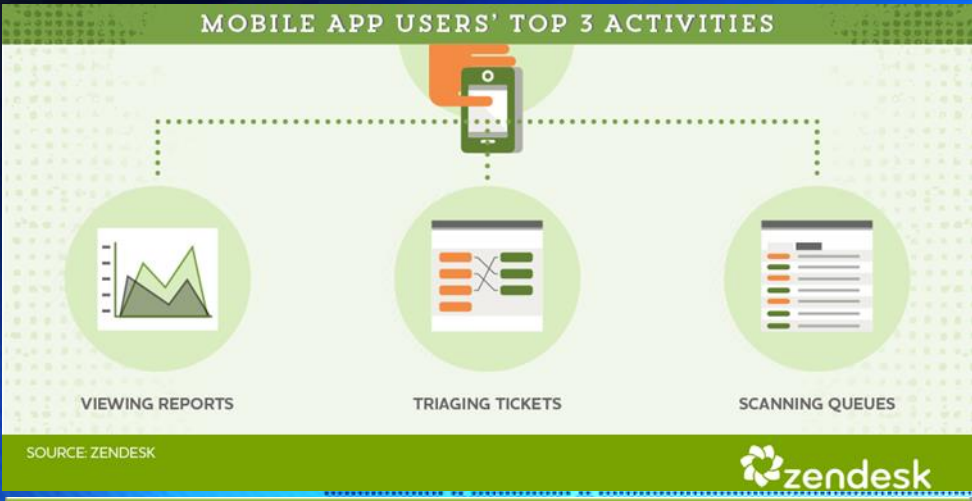 MOBILE APP USERS' TOP 3 ACTIVITIES
VIEWING REPORTS
TRIAGING TICKETS
SCANNING QUEUES
SOURCE: ZENDESK
zendesk